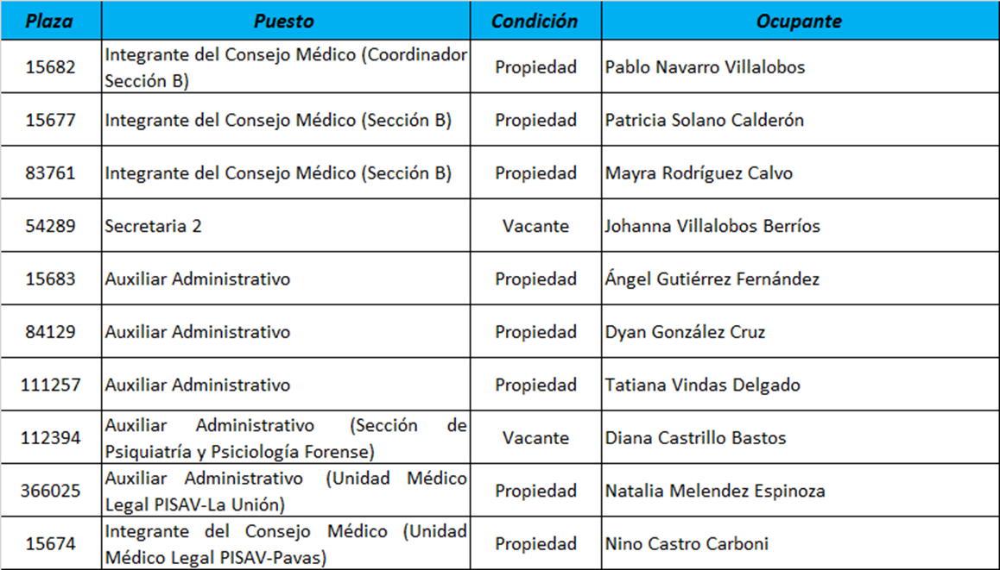 Plaza Puesto Condición Ocupante
15682 Integrante del Consejo Médico (Coordinador Sección B) Propiedad Pablo Navarro Villalobos
15677 Integrante del Consejo Médico (Sección B) Propiedad Patricia Solano Calderón
83761 Integrante del Consejo Médico (Sección B) Propiedad Mayra Rodríguez Calvo
54289 Secretaria 2 Vacante Johanna Villalobos Berríos
15683 Auxiliar Administrativo Propiedad Ángel Gutiérrez Fernández
84129 Auxiliar Administrativo Propiedad Dyan González Cruz
111257 Auxiliar Administrativo Propiedad Tatiana Vindas Delgado
112394 Auxiliar Administrativo (Sección de Psiquiatría y Psiciología Forense) Vacante Diana Castrillo Bastos
366025 Auxiliar Administrativo (Unidad Médico Legal PISAV-La Unión) Propiedad Natalia Melendez Espinoza
15674 Integrante del Consejo Médico (Unidad Médico Legal PISAV-Pavas) Propiedad Nino Castro Carboni